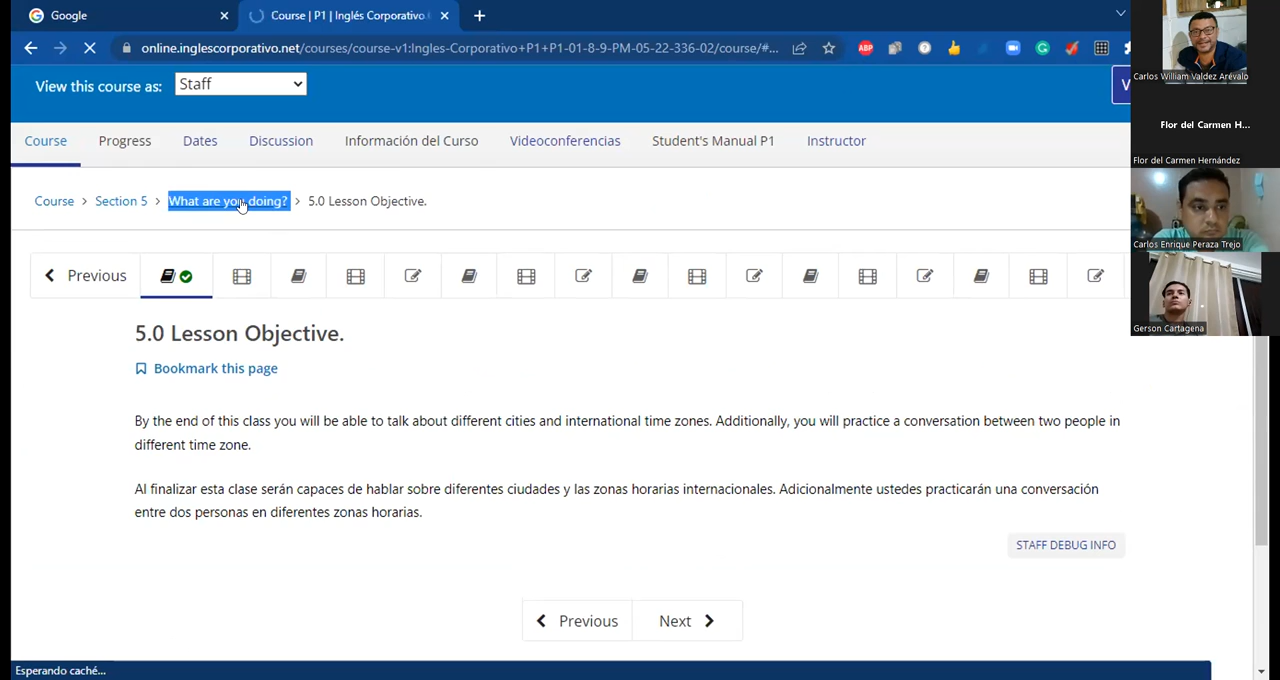 Google
Course | P1 | Inglés Corporativo
online.inglescorporativo.net/courses/course-v1:Ingles-Corporativo+P1+P1-01-8-9-PM-05-22-336-02/course/#...
ABP
View this course as:
Staff
V
Course
Progress
Dates
Discussion
Información del Curso
Videoconferencias
Student's Manual P1
Instructor
Course > Section 5 > What are you doing? > 5.0 Lesson Objective.
Previous
5.0 Lesson Objective.
Bookmark this page
By the end of this class you will be able to talk about different cities and international time zones. Additionally, you will practice a conversation between two people in
different time zone.
Al finalizar esta clase serán capaces de hablar sobre diferentes ciudades y las zonas horarias internacionales. Adicionalmente ustedes practicarán una conversación
entre dos personas en diferentes zonas horarias.
STAFF DEBUG INFO
Previous
Next
Esperando caché...
Carlos William Valdez Arévalo
Flor del Carmen H...
Flor del Carmen Hernández
Carlos Enrique Peraza Trejo
Gerson Cartagena